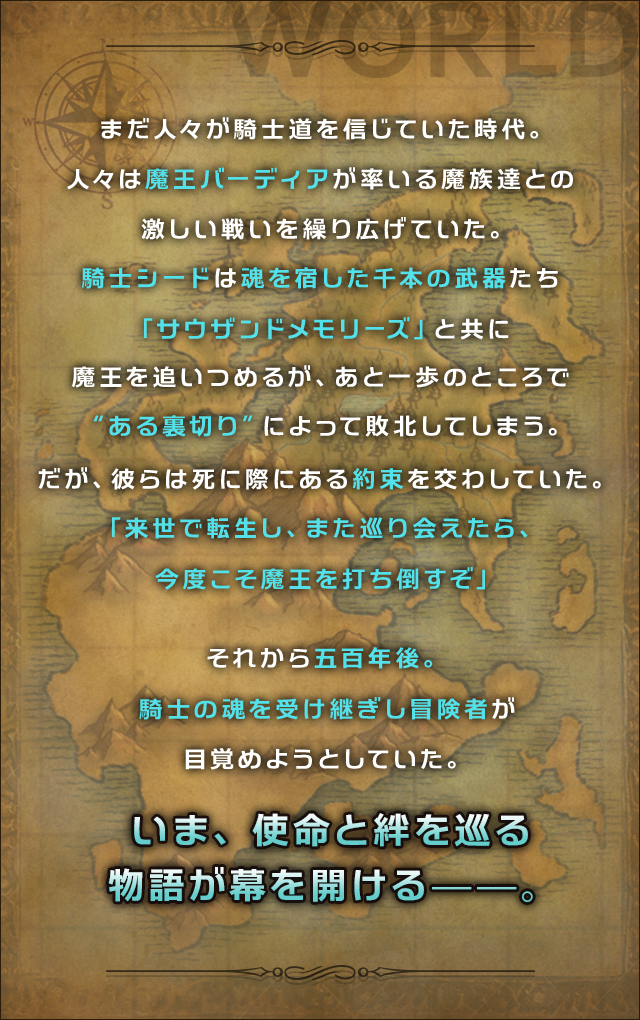 WORLD
W
S
まだ人々が騎士道を信じていた時代。
人々は魔王バーディアが率いる魔族達との
激しい戦いを繰り広げていた。
騎士シードは魂を宿した千本の武器たち
「サウザンドメモリーズ」と共に
魔王を追いつめるが、あと一歩のところで
“ある裏切り”によって敗北してしまう。
だが、彼らは死に際にある約束を交わしていた。
「来世で転生し、また巡り会えたら、
今度こそ魔王を打ち倒すぞ」
それから五百年後。
騎士の魂を受け継ぎし冒険者が
目覚めようとしていた。
いま、使命と絆を巡る
物語が幕を開ける——。